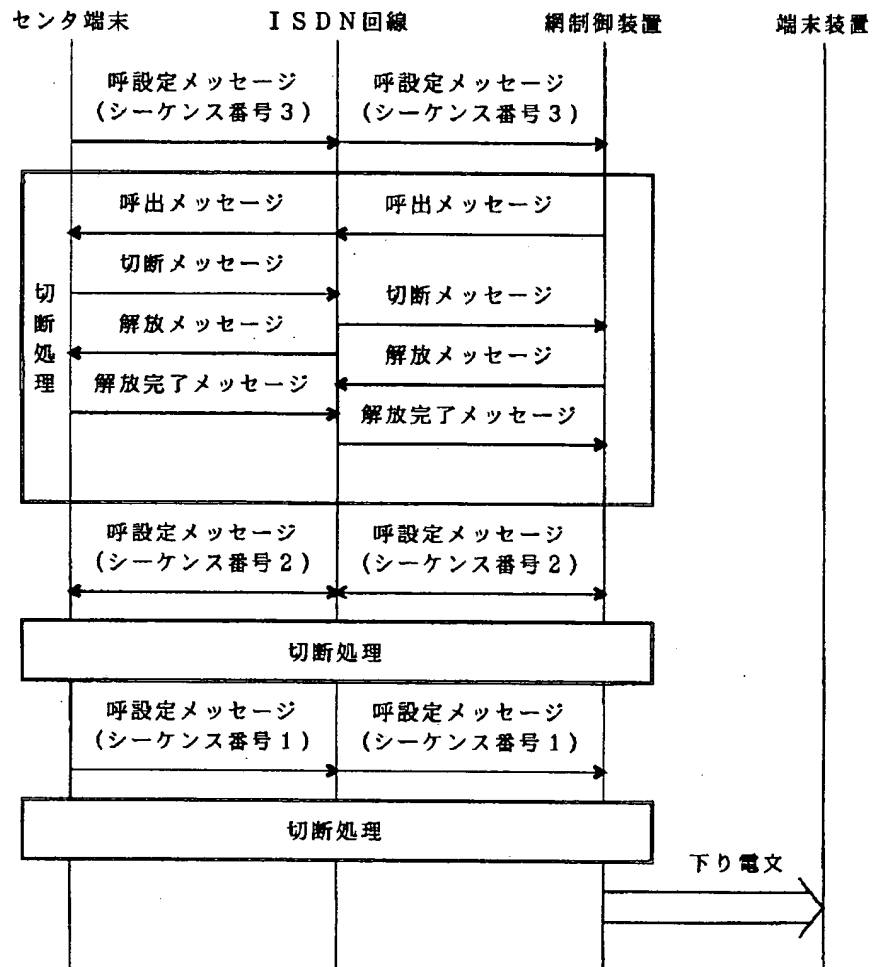 センタ端末 ISDN回線 網制御装置 端末装置
呼設定メッセージ 呼設定メッセージ
(シーケンス番号3) (シーケンス番号3)
呼出メッセージ 呼出メッセージ
切断メッセージ
切断メッセージ
解放メッセージ
解放メッセージ
解放完了メッセージ
解放完了メッセージ
切断処理
呼設定メッセージ 呼設定メッセージ
(シーケンス番号2) (シーケンス番号2)
切断処理
呼設定メッセージ 呼設定メッセージ
(シーケンス番号1) (シーケンス番号1)
切断処理
下り電文